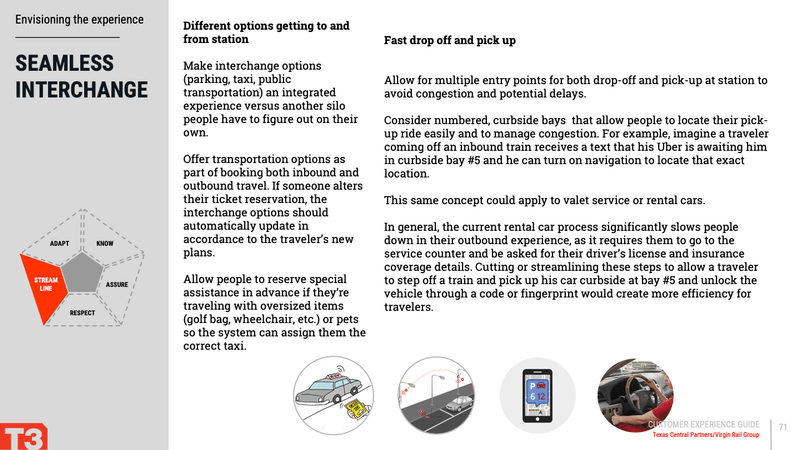 Envisioning the experience
SEAMLESS
INTERCHANGE
ADAPT
KNOW
STREAM
LINE
ASSURE
RESPECT
T3
Different options getting to and
from station
Make interchange options
(parking, taxi, public
transportation) an integrated
experience versus another silo
people have to figure out on their
own.
Offer transportation options as
part of booking both inbound and
outbound travel. If someone alters
their ticket reservation, the
interchange options should
automatically update in
accordance to the traveler's new
plans.
Allow people to reserve special
assistance in advance if they're
traveling with oversized items
(golf bag, wheelchair, etc.) or pets
so the system can assign them the
correct taxi.
Fast drop off and pick up
Allow for multiple entry points for both drop-off and pick-up at station to
avoid congestion and potential delays.
Consider numbered, curbside bays  that allow people to locate their pick-
up ride easily and to manage congestion. For example, imagine a traveler
coming off an inbound train receives a text that his Uber is awaiting him
in curbside bay #5 and he can turn on navigation to locate that exact
location.
This same concept could apply to valet service or rental cars.
In general, the current rental car process significantly slows people
down in their outbound experience, as it requires them to go to the
service counter and be asked for their driver's license and insurance
coverage details. Cutting or streamlining these steps to allow a traveler
to step off a train and pick up his car curbside at bay #5 and unlock the
vehicle through a code or fingerprint would create more efficiency for
travelers.
P
6 12
CUSTOMER EXPERIENCE GUIDE
Texas Central Partners/Virgin Rail Group
71